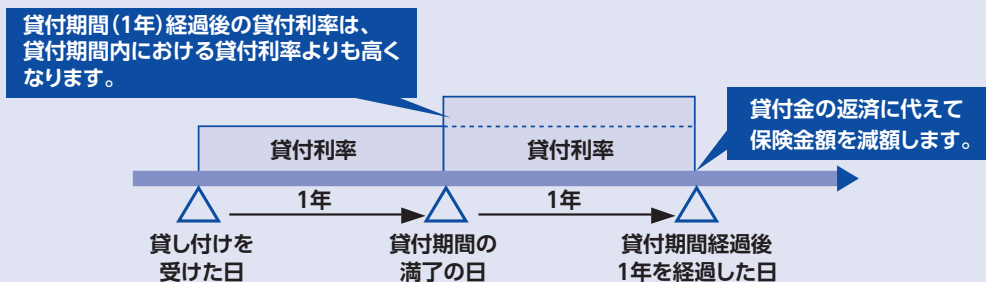 貸付期間(1年)経過後の貸付利率は、
貸付期間内における貸付利率よりも高く
なります。
貸付金の返済に代えて
保険金額を減額します。
貸付利率
貸付利率
1年
1年
貸し付けを
受けた日
貸付期間の
満了の日
貸付期間経過後
1年を経過した日